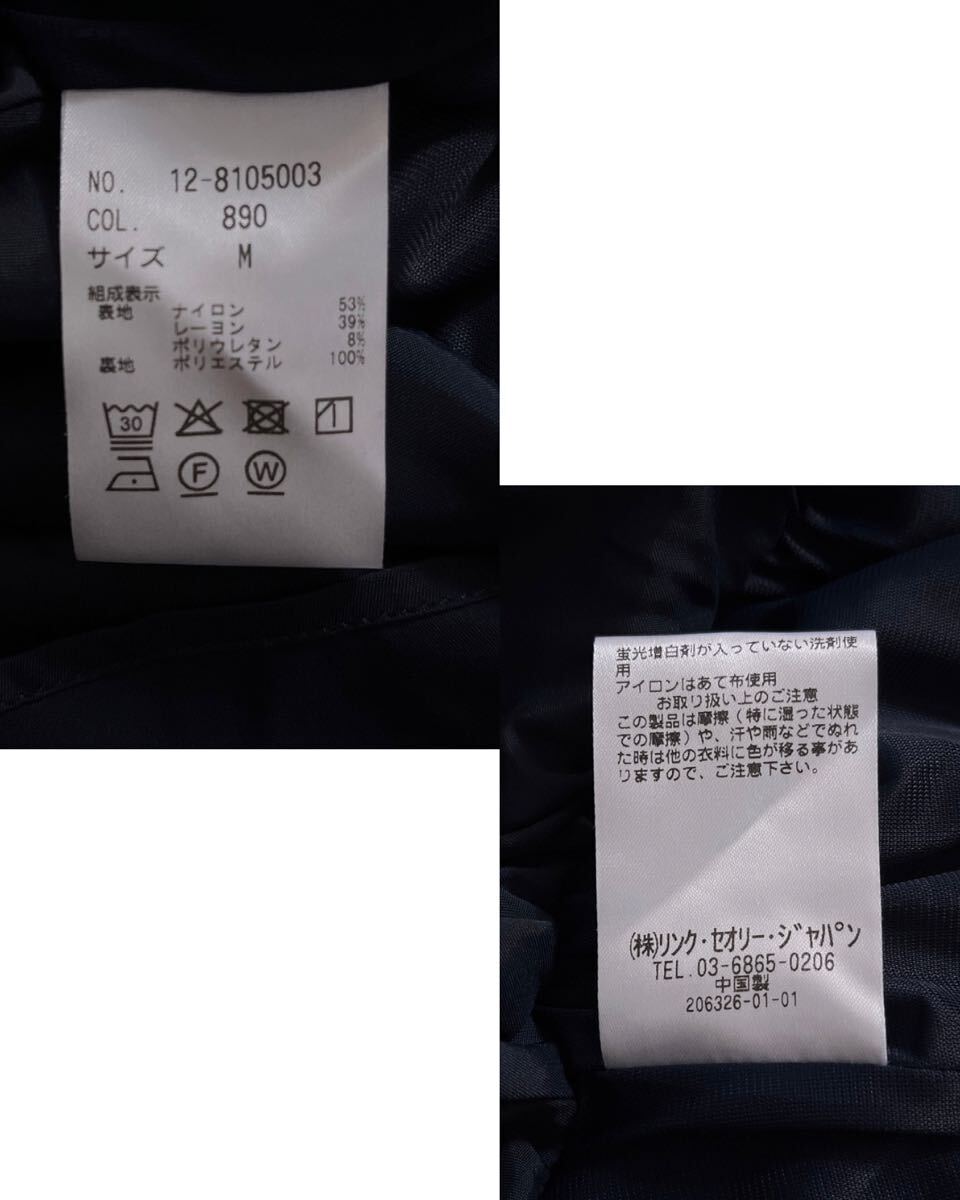 NO. 12-8105003
COL. 890
サイズ M
組成表示
表地 ナイロン 53%
レーヨン 39%
ポリウレタン 8%
裏地 ポリエステル 100%
30
F W
蛍光増白剤が入っていない洗剤使
用
アイロンはあて布使用
お取り扱い上のご注意
この製品は摩擦(特に湿った状態
での摩擦)や、汗や雨などでぬれ
た時は他の衣料に色が移る事があ
りますので、ご注意下さい。
(株)リンク・セオリー・ジャパン
TEL.03-6865-0206
中国製
206326-01-01